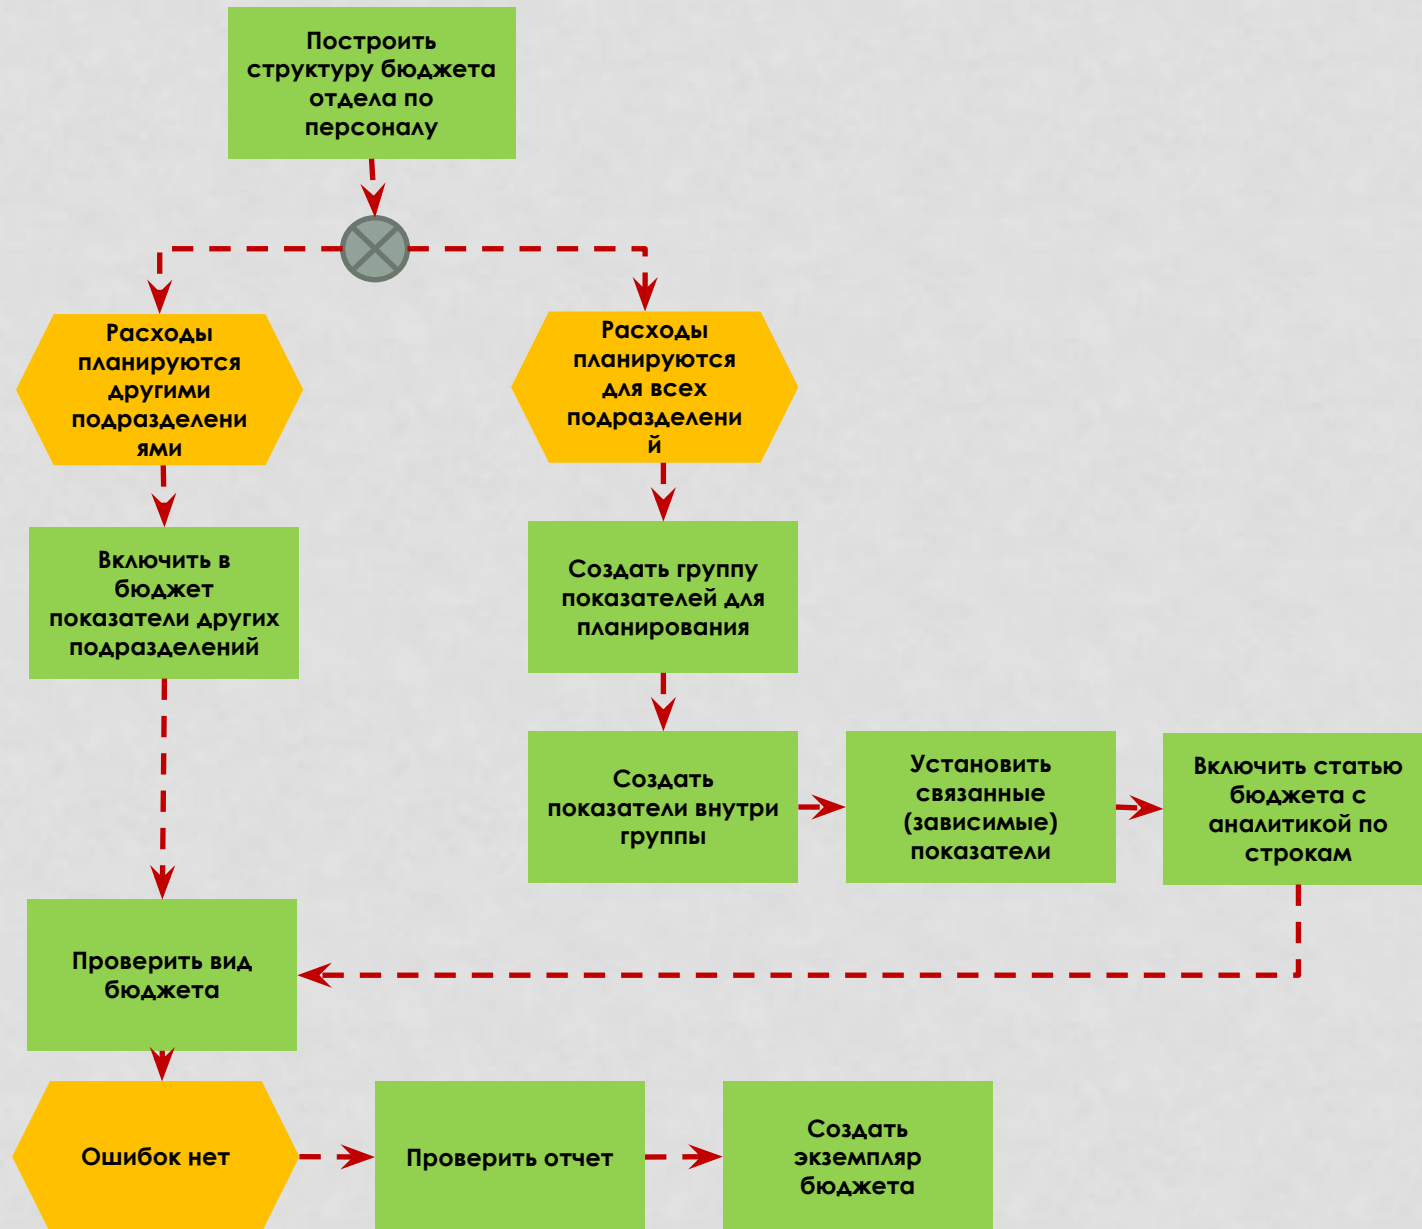 Построить
структуру бюджета
отдела по
персоналу
Расходы
планируются
другими
подразделени
ями
Расходы
планируются
для всех
подразделени
й
Включить в
бюджет
показатели других
подразделений
Создать группу
показателей для
планирования
Создать
показатели внутри
группы
Установить
связанные
(зависимые)
показатели
Включить статью
бюджета с
аналитикой по
строкам
Проверить вид
бюджета
Ошибок нет
Проверить отчет
Создать
экземпляр
бюджета